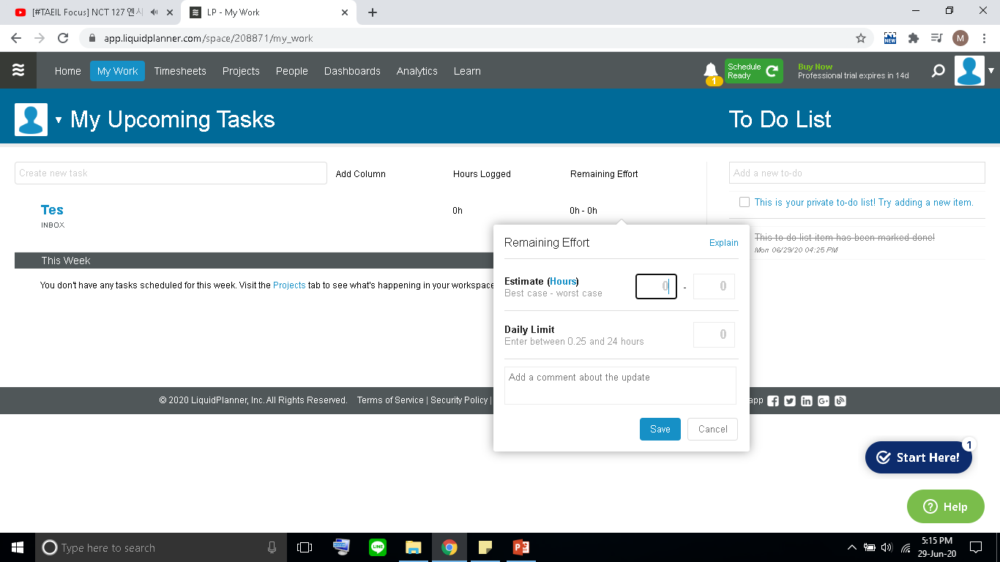 [#TAEIL Focus] NCT 127 엔시
LP - My Work
app.liquidplanner.com/space/208871/my_work
NEW
M
Home My Work Timesheets Projects People Dashboards Analytics Learn
1
Schedule
Ready
Buy Now
Professional trial expires in 14d
My Upcoming Tasks
To Do List
Create new task
Add Column
Hours Logged
Remaining Effort
Add a new to-do
Tes
INBOX
0h
0h - 0h
This is your private to-do list! Try adding a new item.
This to do list item has been marked done!
Mon 06/29/20 04:25 PM
This Week
You don't have any tasks scheduled for this week. Visit the Projects tab to see what's happening in your workspace
Remaining Effort
Explain
Estimate (Hours)
Best case - worst case
0 - 0
Daily Limit
Enter between 0.25 and 24 hours
0
Add a comment about the update
Save
Cancel
© 2020 LiquidPlanner, Inc. All Rights Reserved. Terms of Service | Security Policy |
app
Start Here!
1
Help
Type here to search
LINE
5:15 PM
29-Jun-20